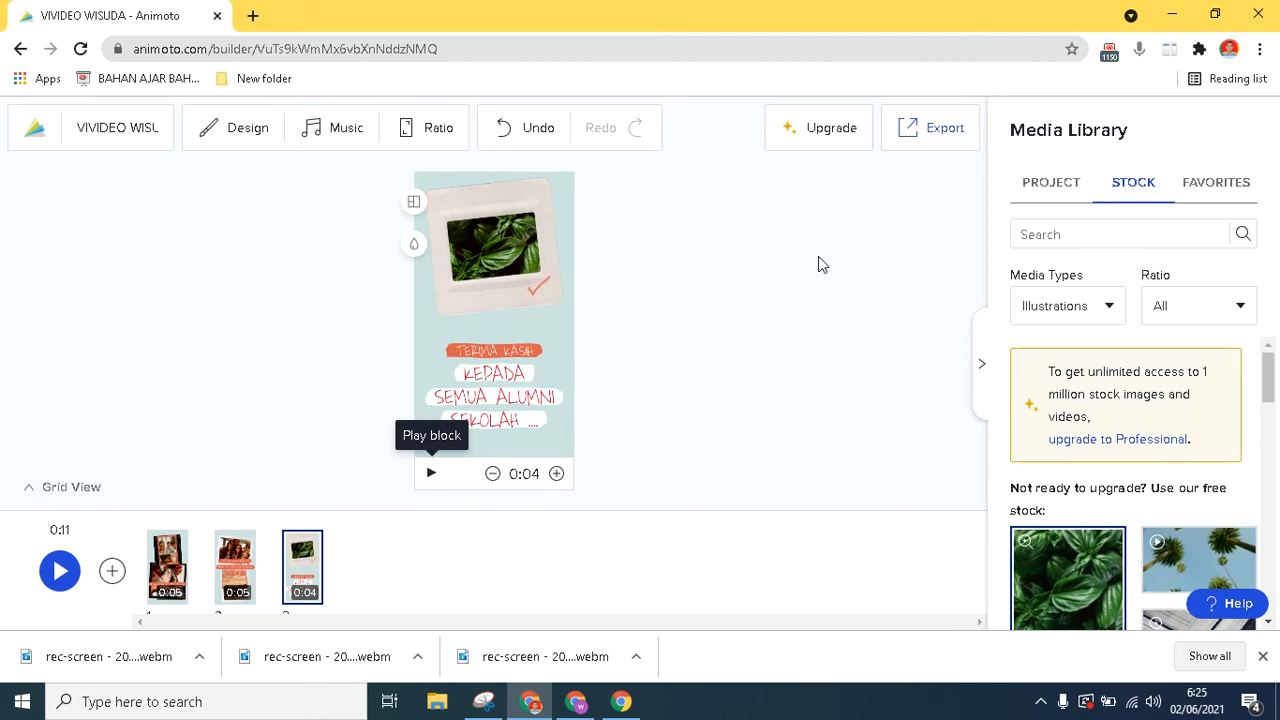 VIVIDEO WISUDA - Animoto
animoto.com/builder/VuTs9kWmMx6vbXnNddzNMQ
1150
Apps
BAHAN AJAR BAH...
New folder
Reading list
VIVIDEO WISU
Design
Music
Ratio
Undo
Redo
Upgrade
Export
Media Library
PROJECT
STOCK
FAVORITES
Search
Media Types
Ratio
Illustrations
All
To get unlimited access to 1
million stock images and
videos,
upgrade to Professional.
Not ready to upgrade? Use our free
stock:
TERIMA KASIH
KEPADA
SEMUA ALUMNI
SEKOLAH ....
Play block
0:04
Grid View
0:11
0:05
0:05
0:04
Help
rec-screen - 20....webm
rec-screen - 20....webm
rec-screen - 20....webm
Show all
Type here to search
6:25
02/06/2021
4